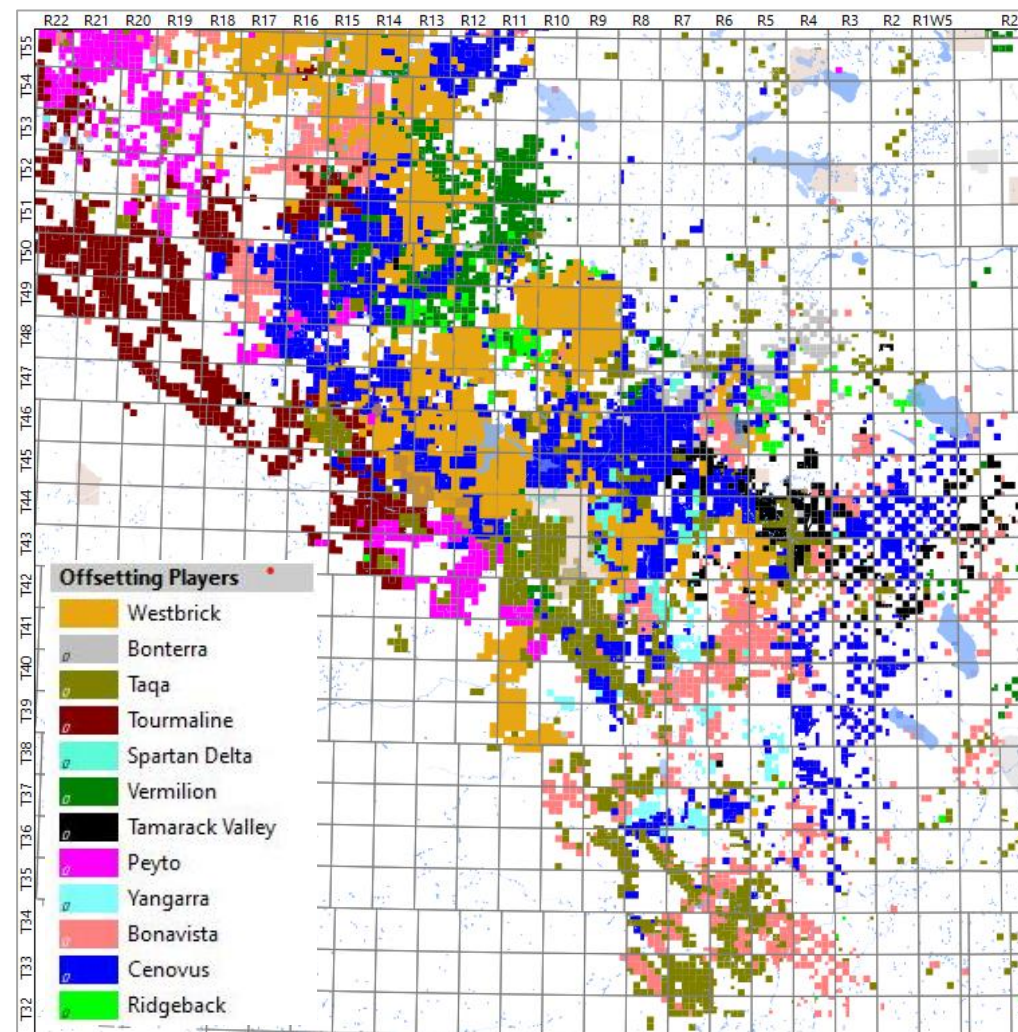 R22 R21 R20 R19 R18 R17 R16 R15 R14 R13 R12 R11 R10 R9 R8 R7 R6 R5 R4 R3 R2 R1W5 R2
T55
T54
T53
T52
T51
T50
T49
T48
T47
T46
T45
T44
T43
T42
T41
T40
T39
T38
T37
T36
T35
T34
T33
T32
Offsetting Players
Westbrick
Bonterra
Taqa
Tourmaline
Spartan Delta
Vermilion
Tamarack Valley
Peyto
Yangarra
Bonavista
Cenovus
Ridgeback